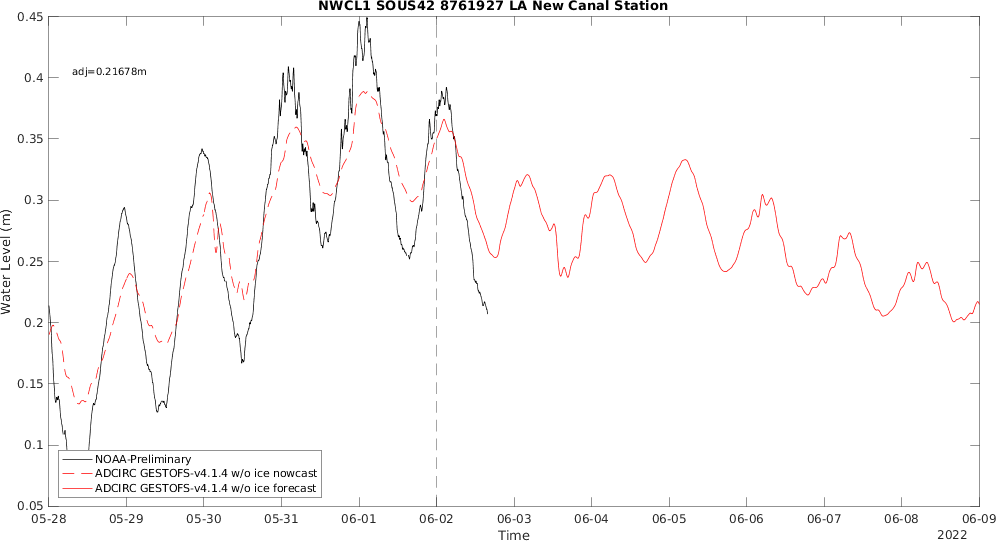 NWCL1 SOUS42 8761927 LA New Canal Station
0.45
adj=0.21678m
0.4
0.35
0.3
0.25
0.2
0.15
0.1
0.05
Water Level (m)
NOAA-Preliminary
ADCIRC GESTOFS-v4.1.4 w/o ice nowcast
ADCIRC GESTOFS-v4.1.4 w/o ice forecast
05-28 05-29 05-30 05-31 06-01 06-02 06-03 06-04 06-05 06-06 06-07 06-08 06-09
Time
2022